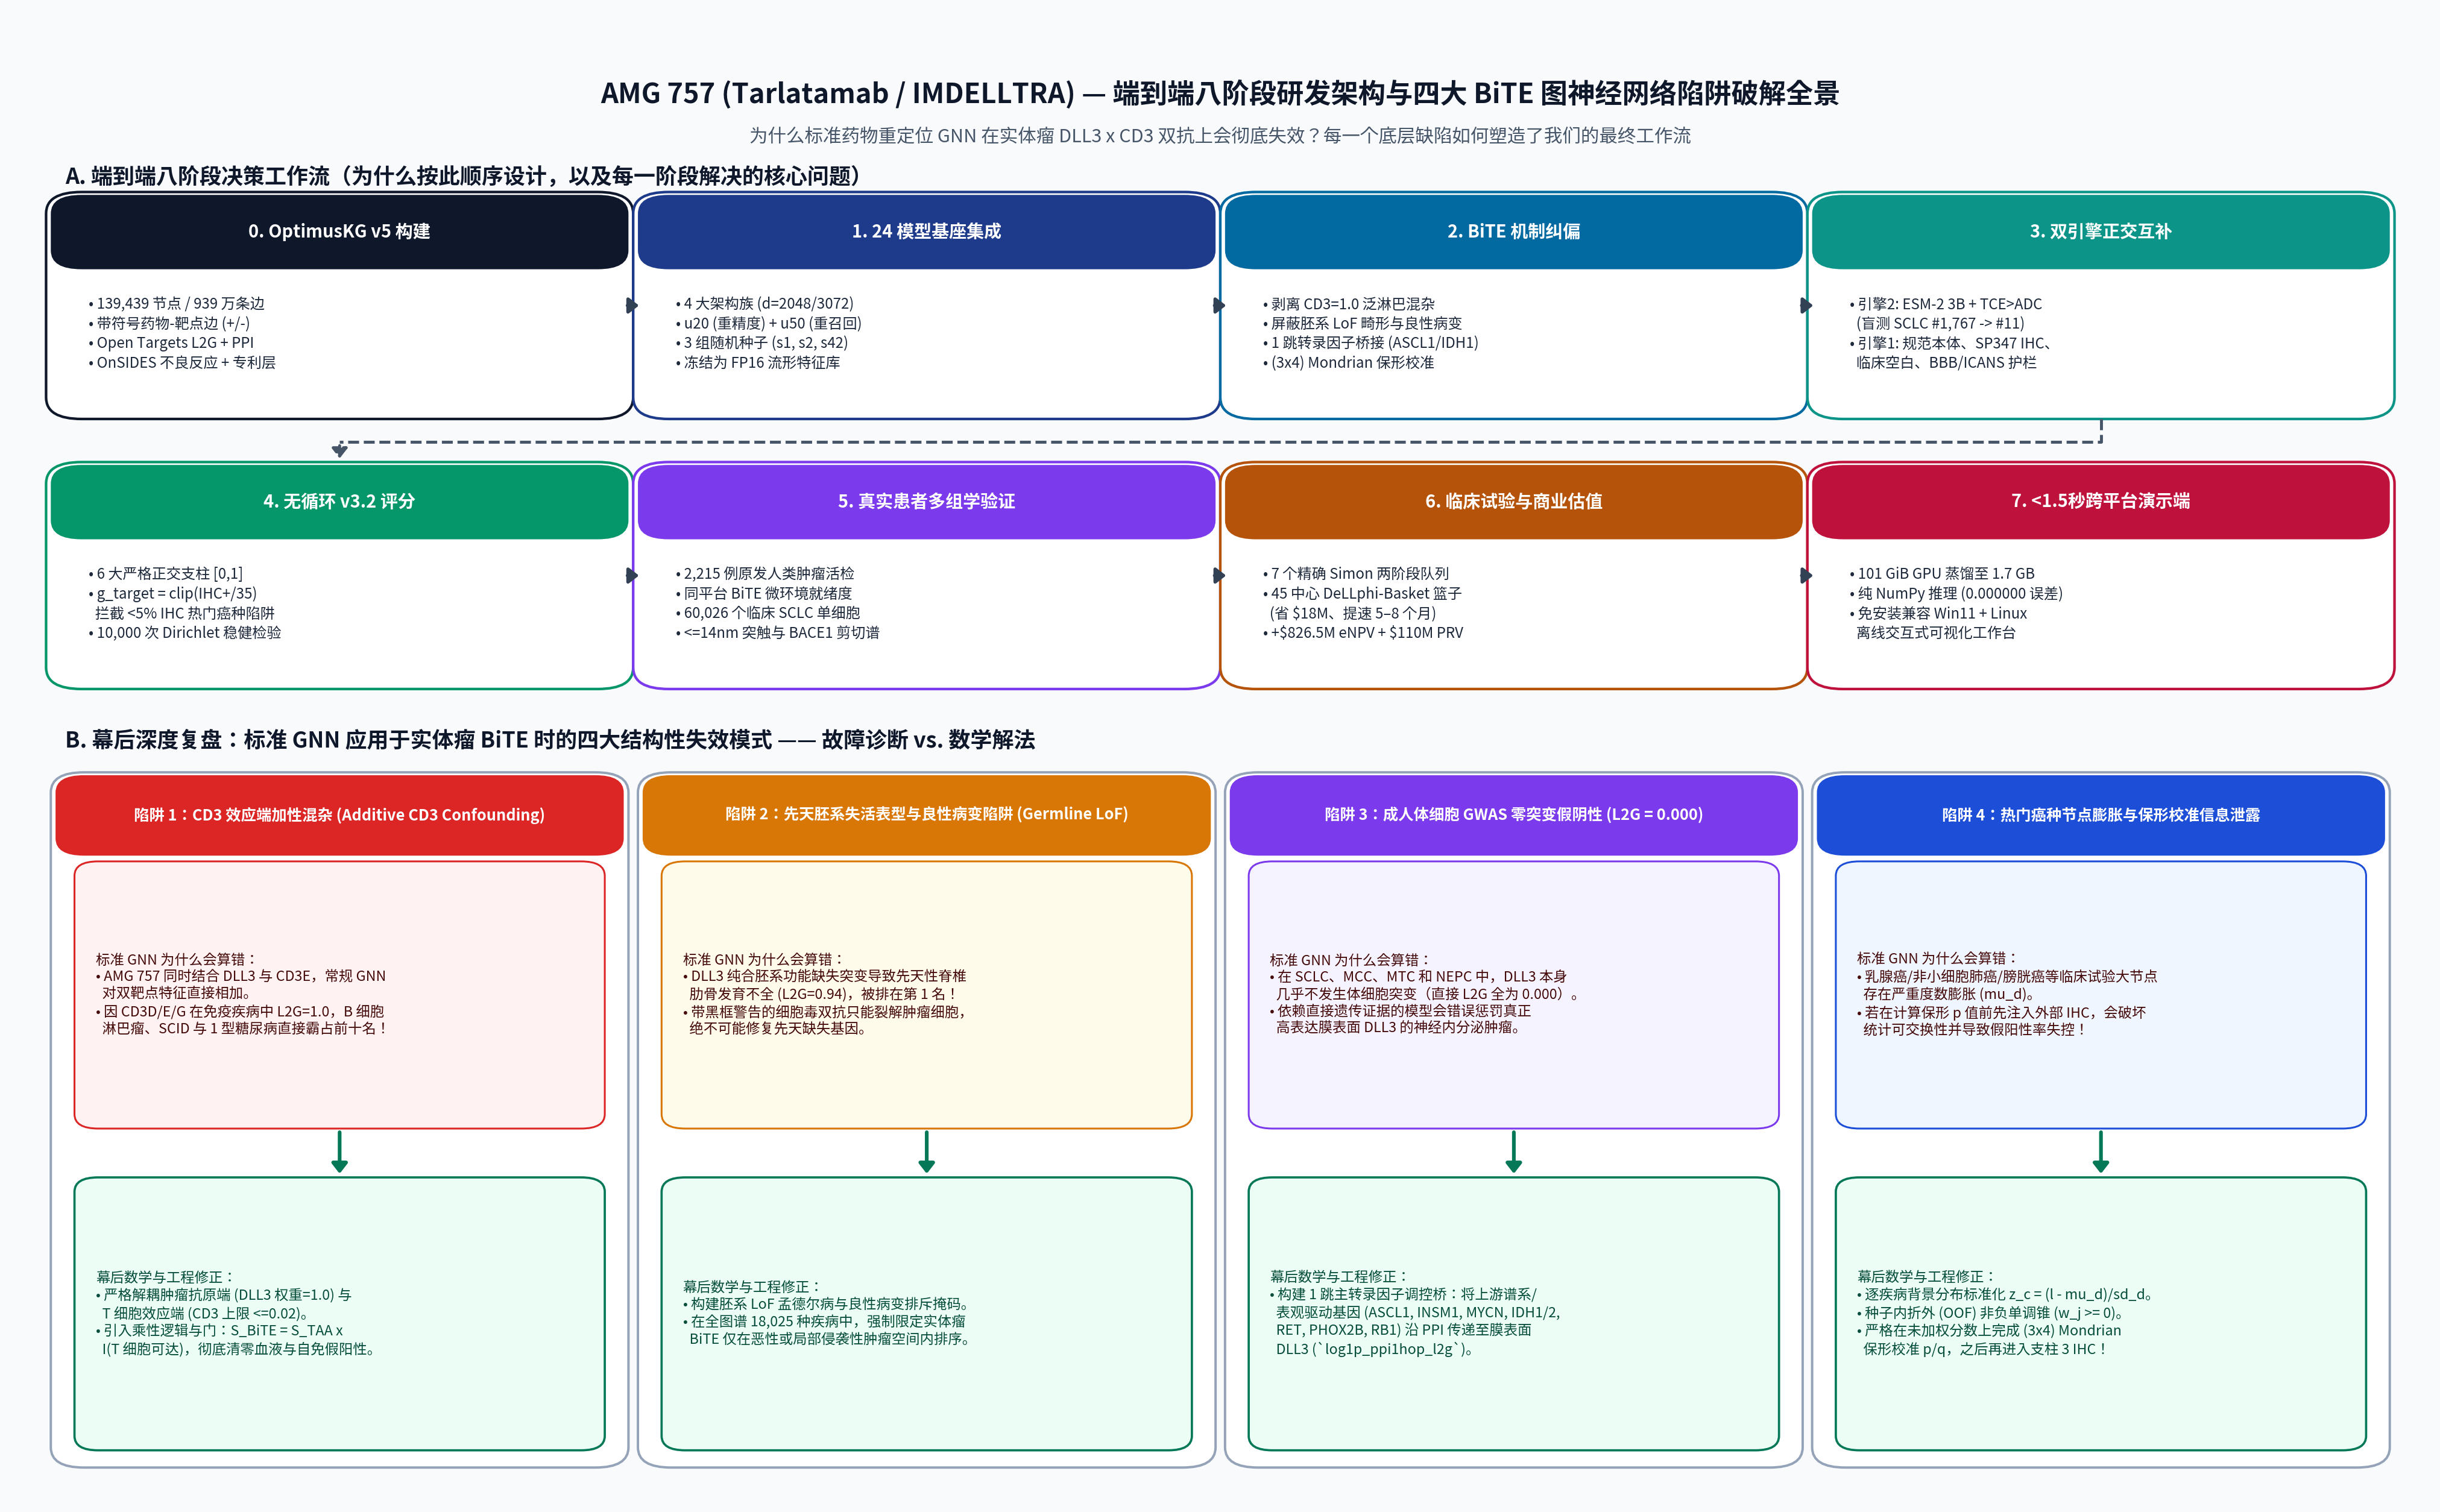 AMG 757 (Tarlatamab / IMDELLTRA) — 端到端八阶段研发架构与四大 BiTE 图神经网络陷阱破解全景
为什么标准药物重定位 GNN 在实体瘤 DLL3 x CD3 双抗上会彻底失效？每一个底层缺陷如何塑造了我们的最终工作流
A. 端到端八阶段决策工作流（为什么按此顺序设计，以及每一阶段解决的核心问题）
0. OptimusKG v5 构建
• 139,439 节点 / 939 万条边
• 带符号药物-靶点边 (+/-)
• Open Targets L2G + PPI
• OnSIDES 不良反应 + 专利层
1. 24 模型基座集成
• 4 大架构族 (d=2048/3072)
• u20 (重精度) + u50 (重召回)
• 3 组随机种子 (s1, s2, s42)
• 冻结为 FP16 流形特征库
2. BiTE 机制纠偏
• 剥离 CD3=1.0 泛淋巴混杂
• 屏蔽胚系 LoF 畸形与良性病变
• 1 跳转录因子桥接 (ASCL1/IDH1)
• (3x4) Mondrian 保形校准
3. 双引擎正交互补
• 引擎2: ESM-2 3B + TCE>ADC
(盲测 SCLC #1,767 -> #11)
• 引擎1: 规范本体、SP347 IHC、
临床空白、BBB/ICANS 护栏
4. 无循环 v3.2 评分
• 6 大严格正交支柱 [0,1]
• g_target = clip(IHC+/35)
拦截 <5% IHC 热门癌种陷阱
• 10,000 次 Dirichlet 稳健检验
5. 真实患者多组学验证
• 2,215 例原发人类肿瘤活检
• 同平台 BiTE 微环境就绪度
• 60,026 个临床 SCLC 单细胞
• <=14nm 突触与 BACE1 剪切谱
6. 临床试验与商业估值
• 7 个精确 Simon 两阶段队列
• 45 中心 DeLLphi-Basket 篮子
(省 $18M、提速 5–8 个月)
• +$826.5M eNPV + $110M PRV
7. <1.5秒跨平台演示端
• 101 GiB GPU 蒸馏至 1.7 GB
• 纯 NumPy 推理 (0.000000 误差)
• 免安装兼容 Win11 + Linux
离线交互式可视化工作台
B. 幕后深度复盘：标准 GNN 应用于实体瘤 BiTE 时的四大结构性失效模式 —— 故障诊断 vs. 数学解法
陷阱 1：CD3 效应端加性混杂 (Additive CD3 Confounding)
标准 GNN 为什么会算错：
• AMG 757 同时结合 DLL3 与 CD3E，常规 GNN
对双靶点特征直接相加。
• 因 CD3D/E/G 在免疫疾病中 L2G=1.0，B 细胞
淋巴瘤、SCID 与 1 型糖尿病直接霸占前十名！
幕后数学与工程修正：
• 严格解耦肿瘤抗原端 (DLL3 权重=1.0) 与
T 细胞效应端 (CD3 上限 <=0.02)。
• 引入乘性逻辑与门：S_BiTE = S_TAA x
I(T 细胞可达)，彻底清零血液与自免假阳性。
陷阱 2：先天胚系失活表型与良性病变陷阱 (Germline LoF)
标准 GNN 为什么会算错：
• DLL3 纯合胚系功能缺失突变导致先天性脊椎
肋骨发育不全 (L2G=0.94)，被排在第 1 名！
• 带黑框警告的细胞毒双抗只能裂解肿瘤细胞，
绝不可能修复先天缺失基因。
幕后数学与工程修正：
• 构建胚系 LoF 孟德尔病与良性病变排斥掩码。
• 在全图谱 18,025 种疾病中，强制限定实体瘤
BiTE 仅在恶性或局部侵袭性肿瘤空间内排序。
陷阱 3：成人体细胞 GWAS 零突变假阴性 (L2G = 0.000)
标准 GNN 为什么会算错：
• 在 SCLC、MCC、MTC 和 NEPC 中，DLL3 本身
几乎不发生体细胞突变（直接 L2G 全为 0.000）。
• 依赖直接遗传证据的模型会错误惩罚真正
高表达膜表面 DLL3 的神经内分泌肿瘤。
幕后数学与工程修正：
• 构建 1 跳主转录因子调控桥：将上游谱系/
表观驱动基因 (ASCL1, INSM1, MYCN, IDH1/2,
RET, PHOX2B, RB1) 沿 PPI 传递至膜表面
DLL3 (`log1p_ppi1hop_l2g`)。
陷阱 4：热门癌种节点膨胀与保形校准信息泄露
标准 GNN 为什么会算错：
• 乳腺癌/非小细胞肺癌/膀胱癌等临床试验大节点
存在严重度数膨胀 (mu_d)。
• 若在计算保形 p 值前先注入外部 IHC，会破坏
统计可交换性并导致假阳性率失控！
幕后数学与工程修正：
• 逐疾病背景分布标准化 z_c = (l - mu_d)/sd_d。
• 种子内折外 (OOF) 非负单调锥 (w_j >= 0)。
• 严格在未加权分数上完成 (3x4) Mondrian
保形校准 p/q，之后再进入支柱 3 IHC！